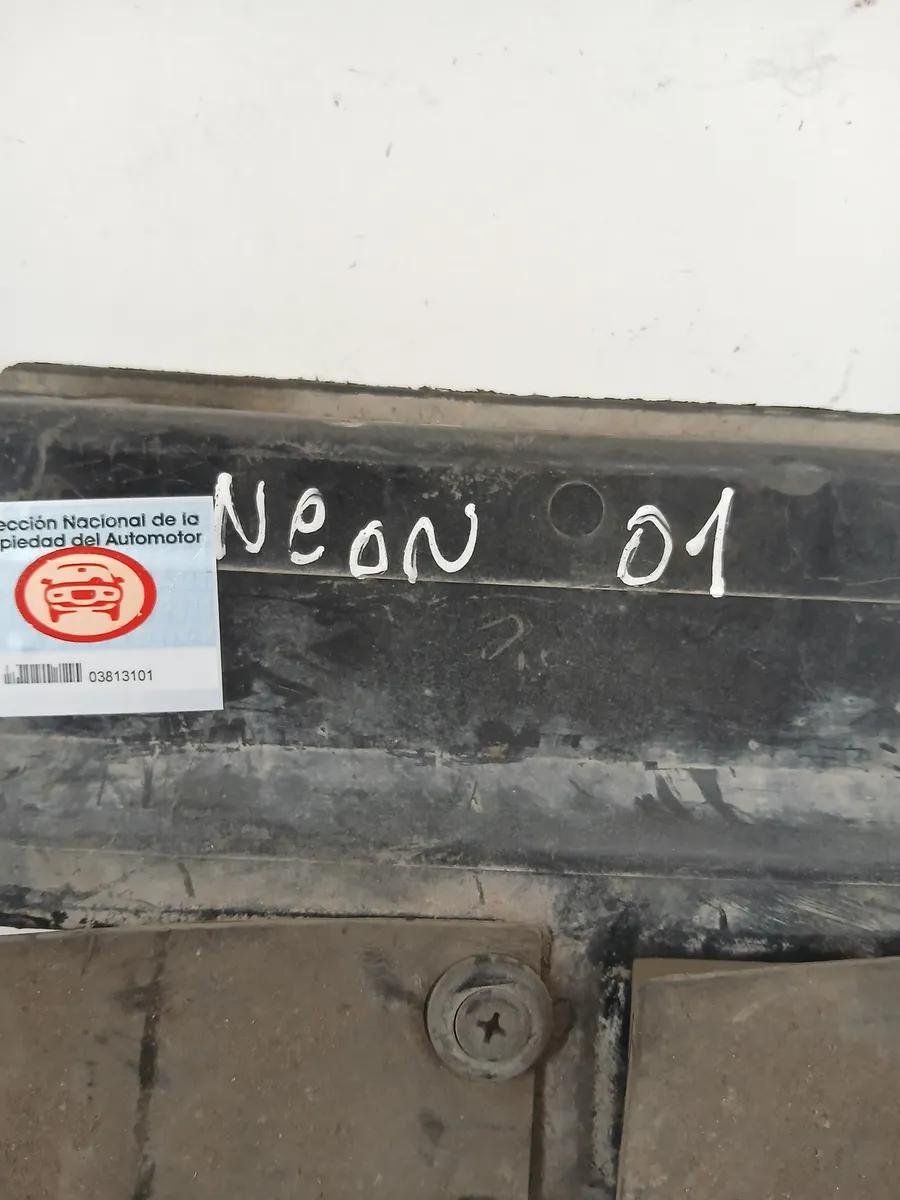 ección Nacional de la
piedad del Automotor
03813101
NeoN 01